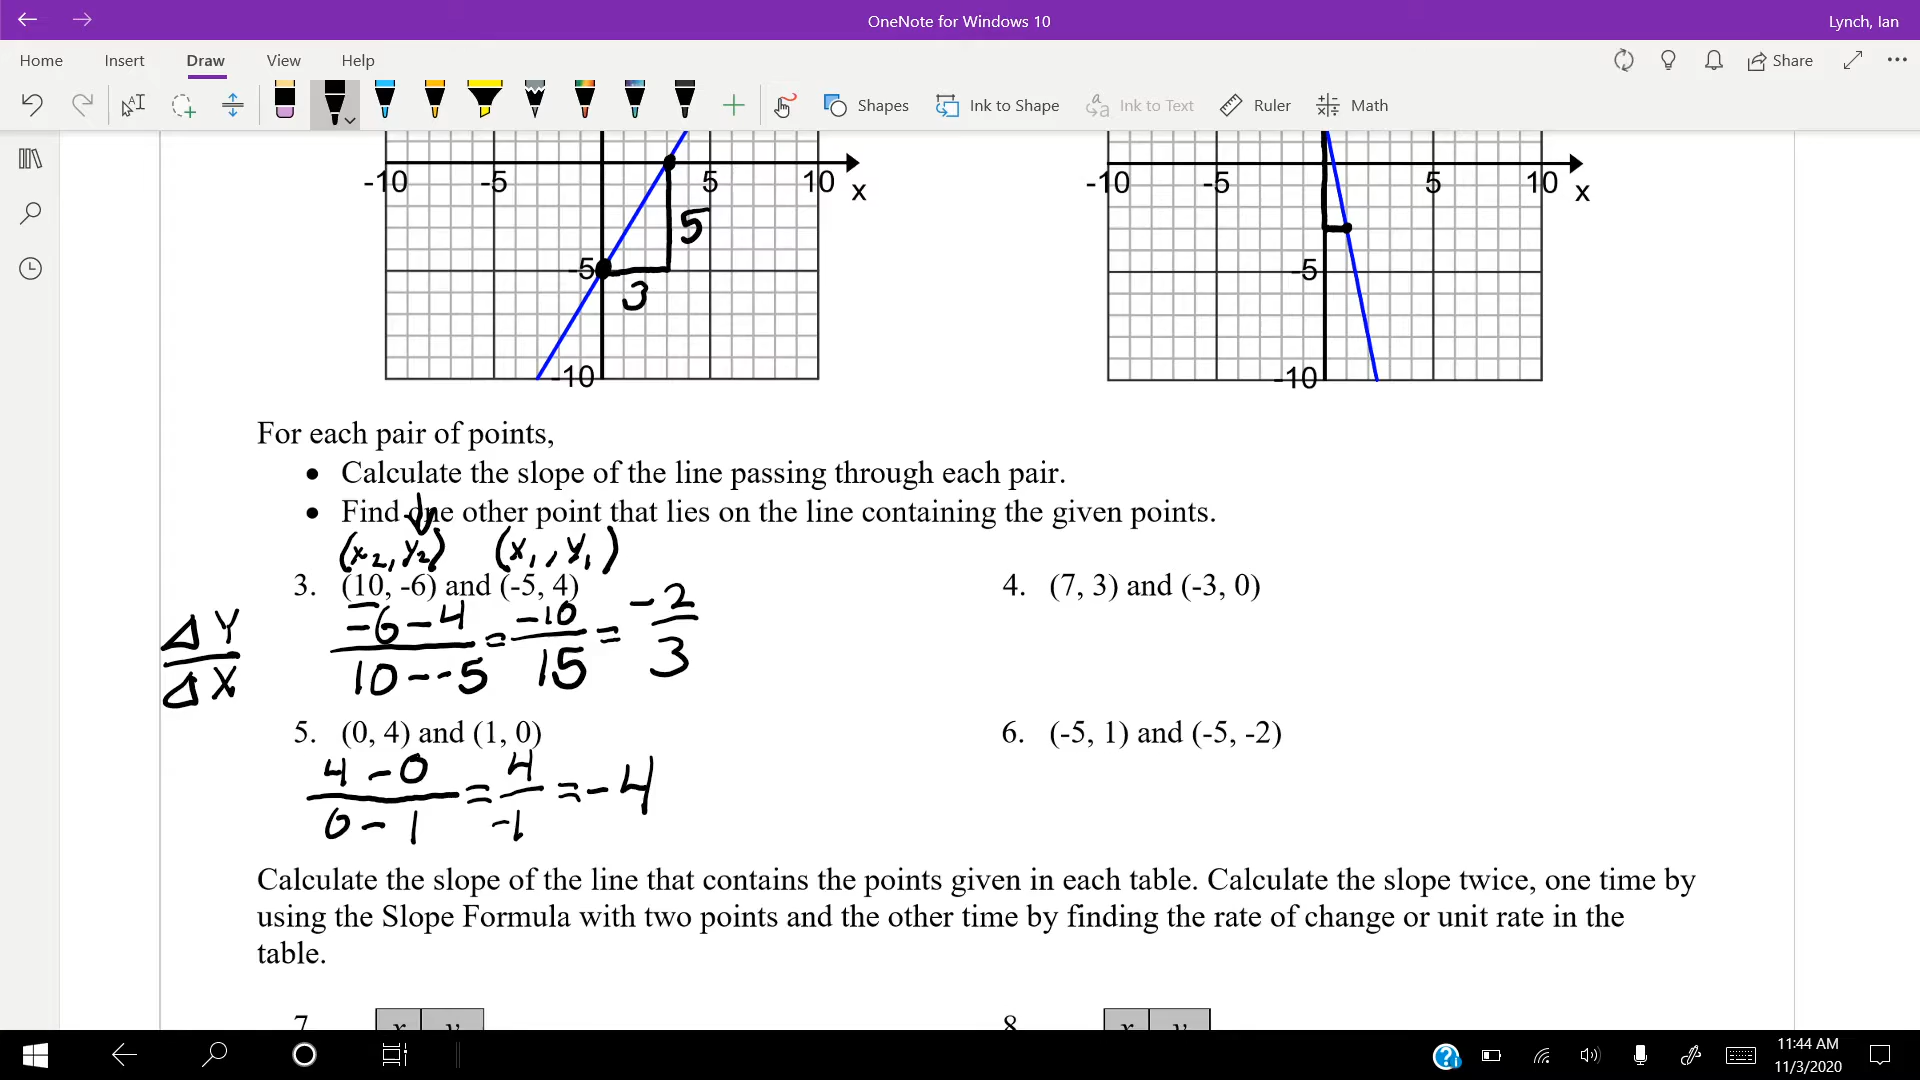 OneNote for Windows 10
Lynch, Ian
Home Insert Draw View Help
Share
Shapes Ink to Shape Ink to Text Ruler Math
-10 -5 5 10 x
5
-5
3
-10
-10 -5 5 10 x
-5
-10
For each pair of points,
• Calculate the slope of the line passing through each pair.
• Find one other point that lies on the line containing the given points.
(x₂, y₂) (x₁, y₁)
3. (10, -6) and (-5, 4)
ΔY/ΔX
-6-4/10--5 = -10/15 = -2/3
4. (7, 3) and (-3, 0)
5. (0, 4) and (1, 0)
4-0/0-1 = 4/-1 = -4
6. (-5, 1) and (-5, -2)
Calculate the slope of the line that contains the points given in each table. Calculate the slope twice, one time by
using the Slope Formula with two points and the other time by finding the rate of change or unit rate in the
table.
7. x y
8. x y
11:44 AM
11/3/2020